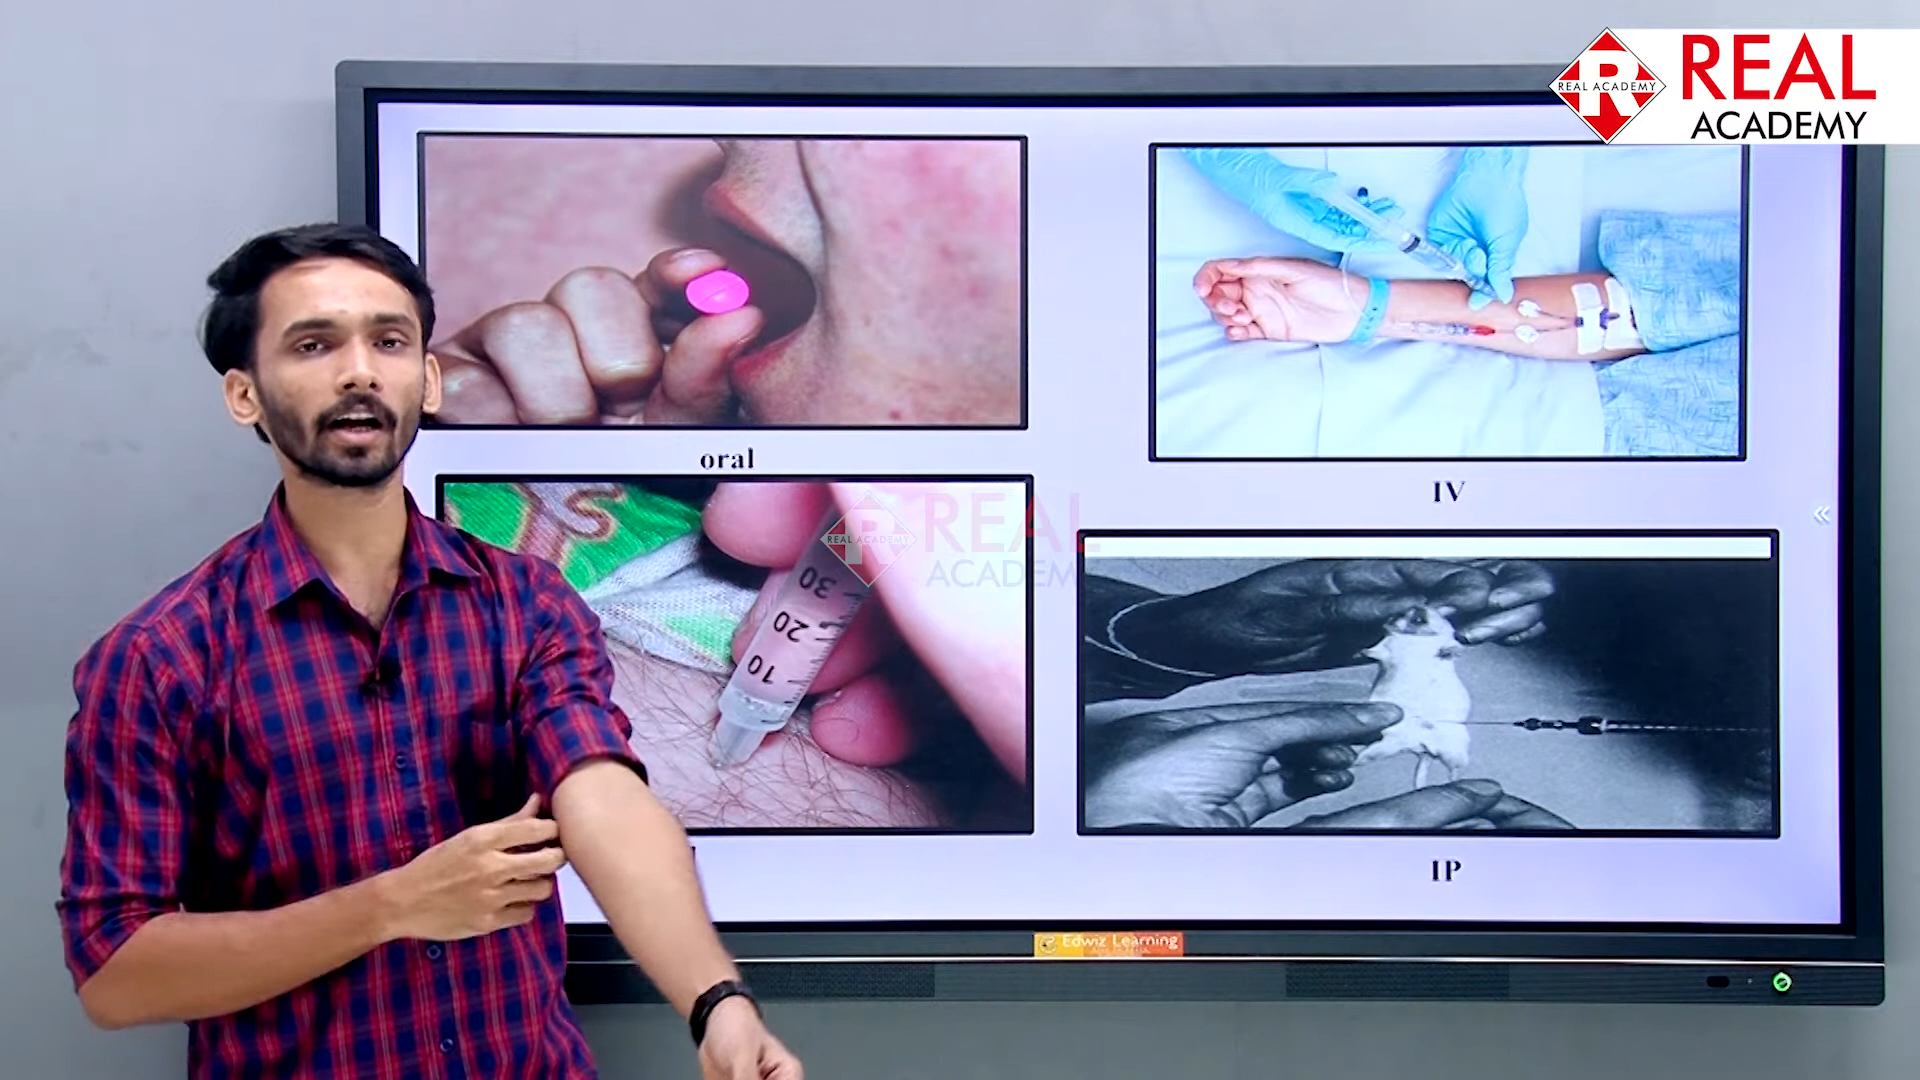 REAL
ACADEMY
R
REAL ACADEMY
oral
IV
30
20
10
R
REAL ACADEMY
REAL
ACADEM
IP
Edwiz Learning